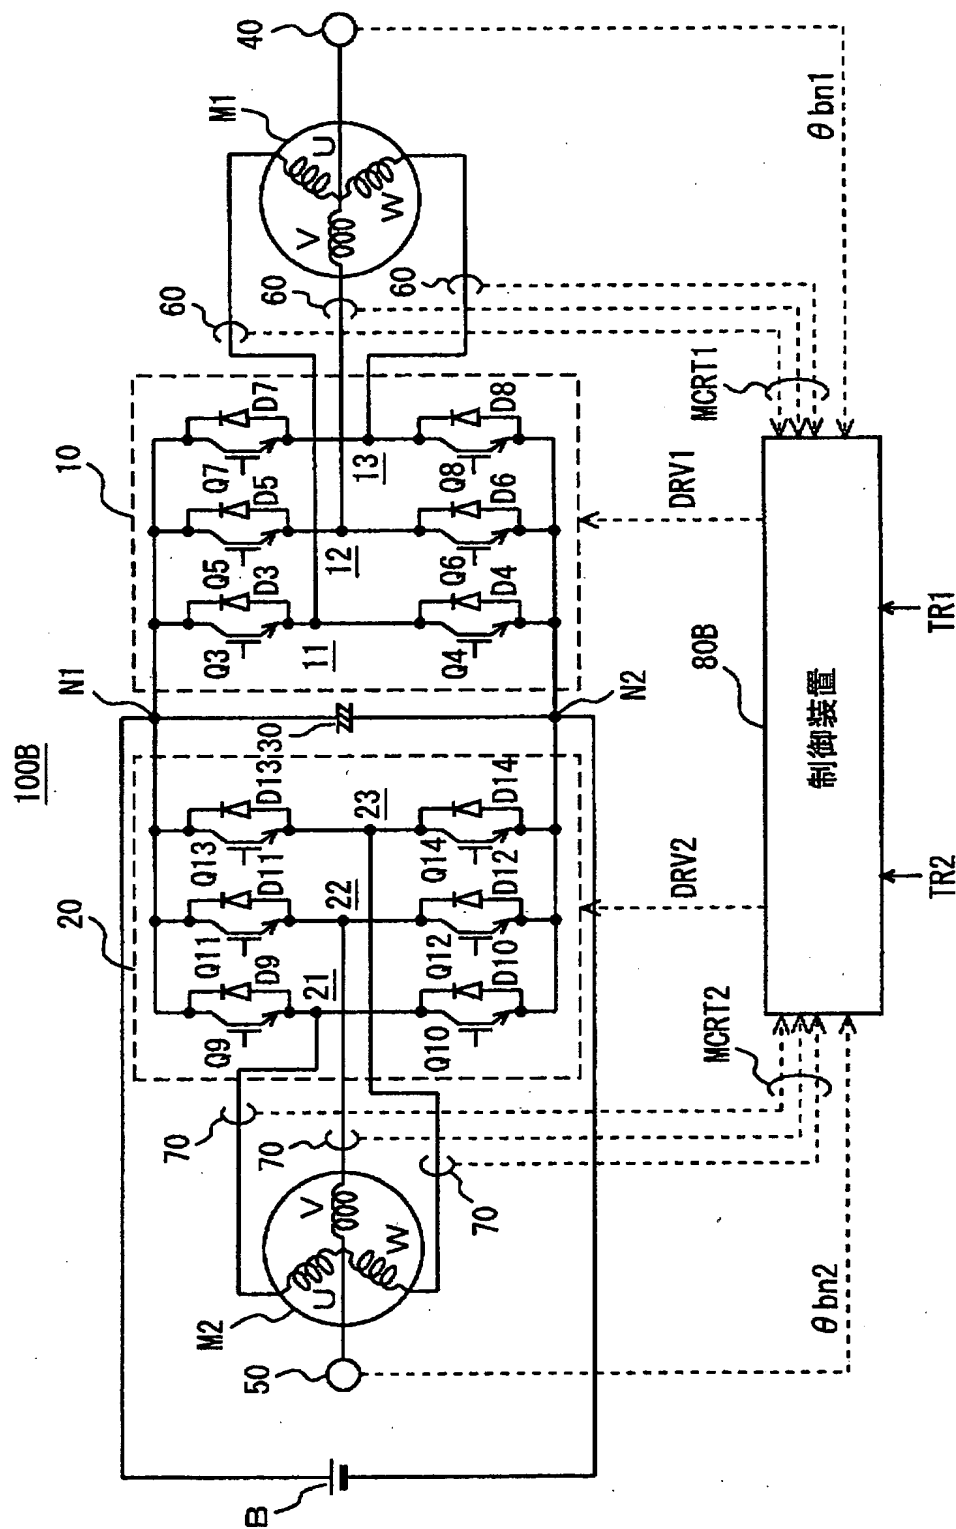 100B
B
N1
N2
30
20
10
Q9
D9
Q11
D11
Q13
D13
21
22
23
Q10
D10
Q12
D12
Q14
D14
Q3
D3
Q5
D5
Q7
D7
11
12
13
Q4
D4
Q6
D6
Q8
D8
M2
U
V
W
50
70
70
70
M1
U
V
W
40
60
60
60
MCRT2
DRV2
DRV1
MCRT1
θbn2
θbn1
制御装置
80B
TR2
TR1